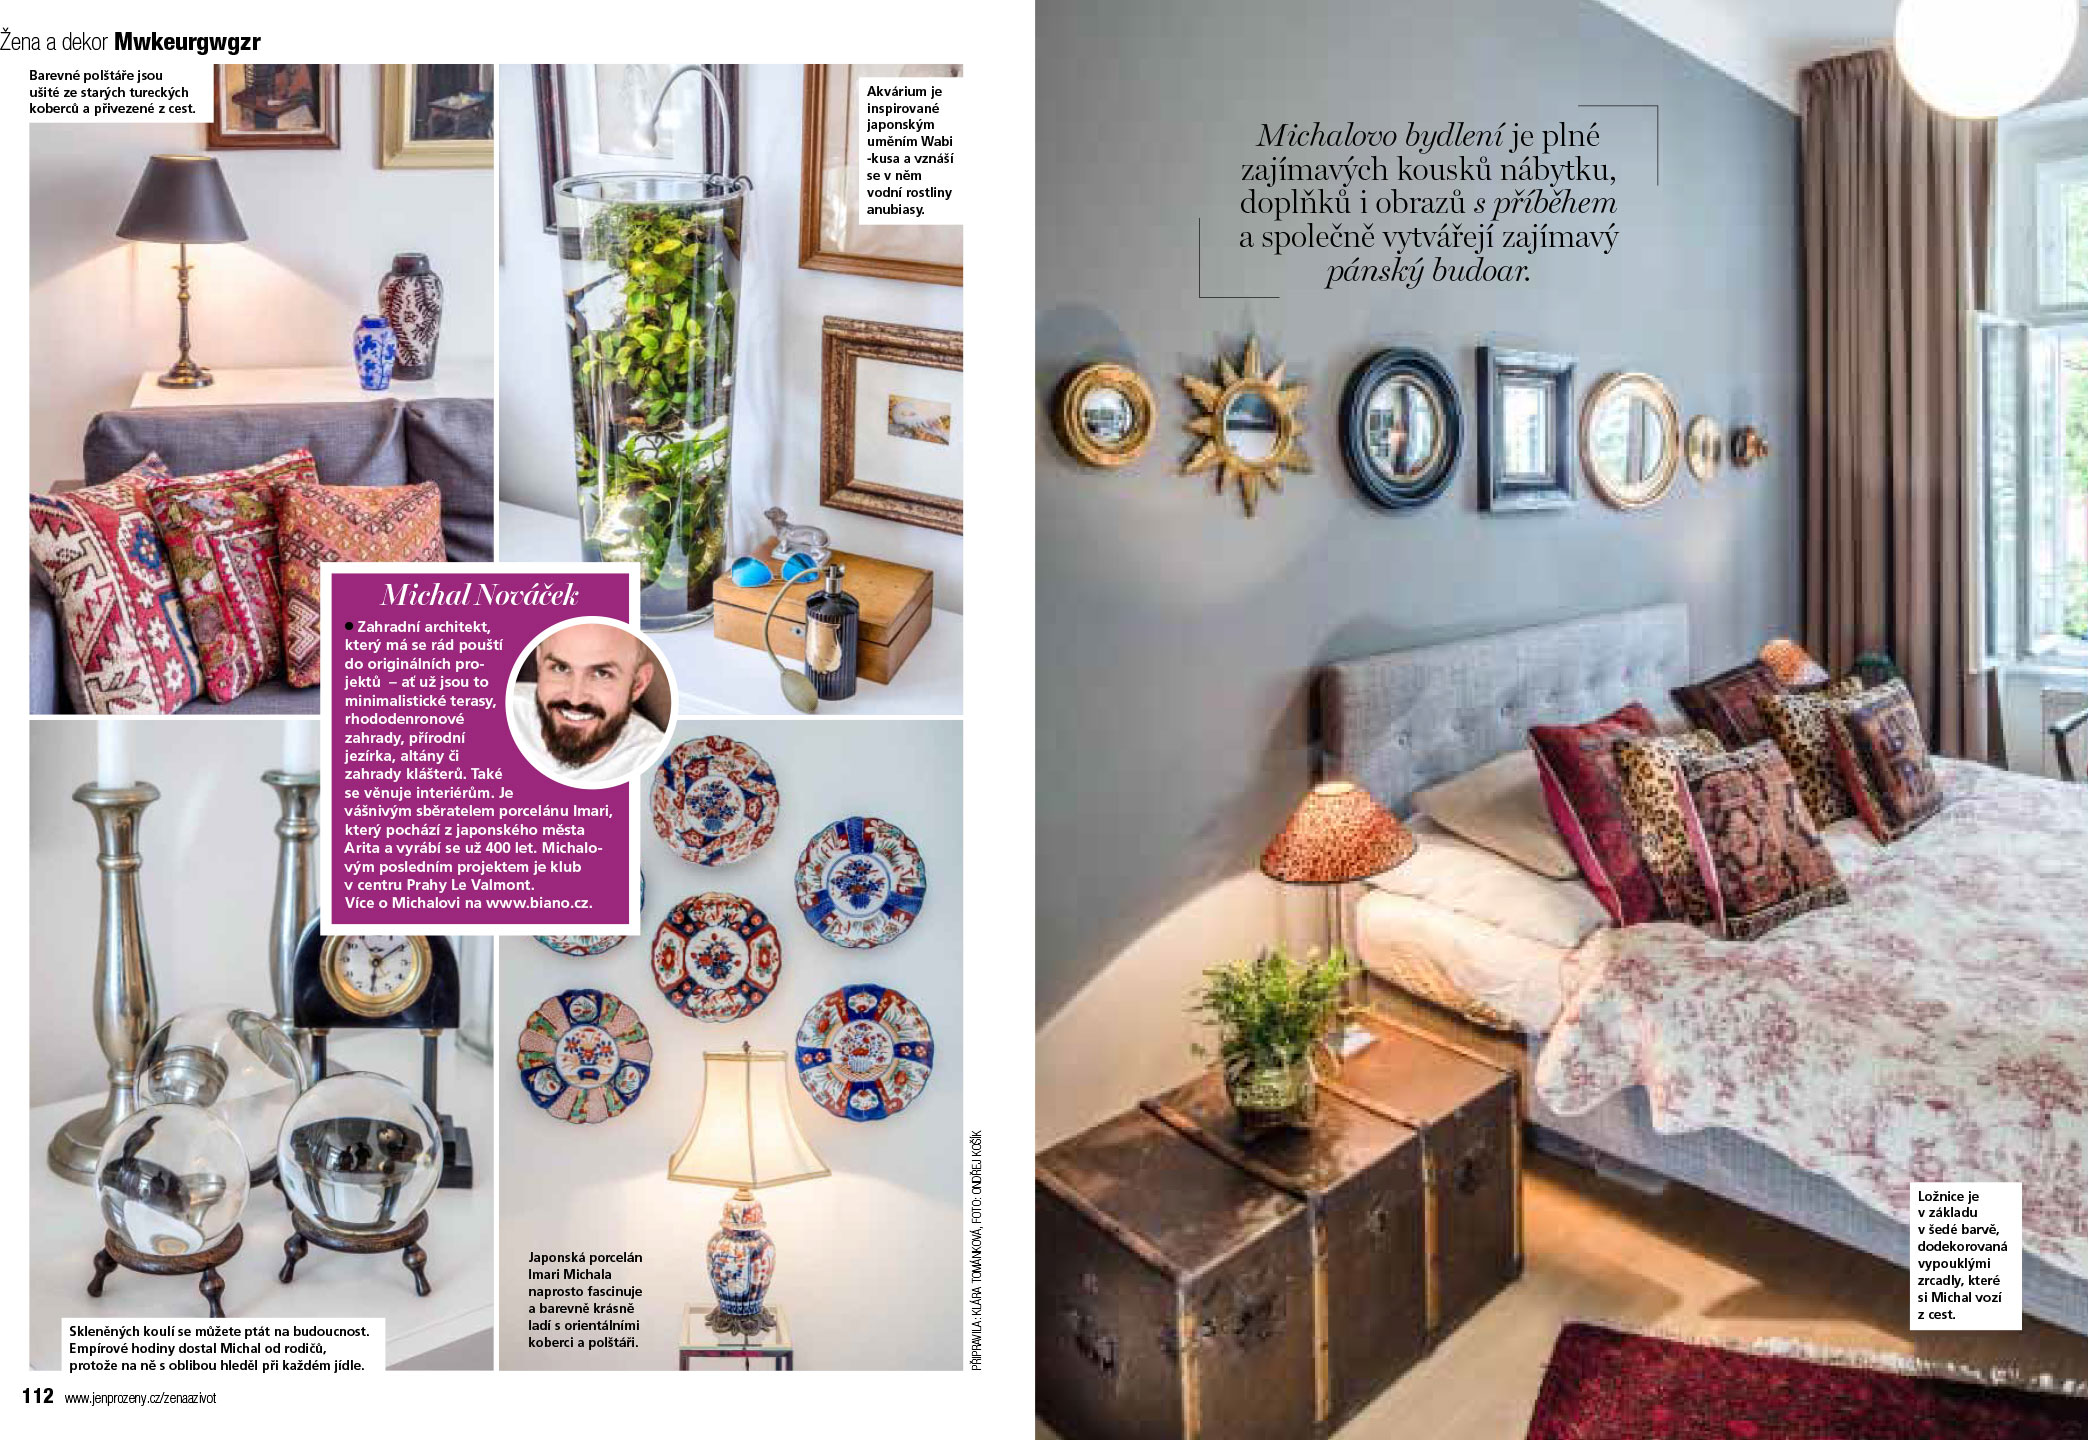 Žena a dekor Mwkeurgwgzr
Barevné polštáře jsou
ušité ze starých tureckých
koberců a přivezené z cest.
Akvárium je
inspirované
japonským
uměním Wabi
-kusa a vznáší
se v něm
vodní rostliny
anubiasy.
Michal Nováček
• Zahradní architekt,
který má se rád pouští
do originálních pro-
jektů – ať už jsou to
minimalistické terasy,
rhododenronové
zahrady, přírodní
jezírka, altány či
zahrady klášterů. Také
se věnuje interiérům. Je
vášnivým sběratelem porcelánu Imari,
který pochází z japonského města
Arita a vyrábí se už 400 let. Michalo-
vým posledním projektem je klub
v centru Prahy Le Valmont.
Více o Michalovi na www.biano.cz.
Skleněných koulí se můžete ptát na budoucnost.
Empírové hodiny dostal Michal od rodičů,
protože na ně s oblibou hleděl při každém jídle.
Japonská porcelán
Imari Michala
naprosto fascinuje
a barevně krásně
ladí s orientálními
koberci a polštáři.
PŘIPRAVILA: KLÁRA TOMÁNKOVÁ, FOTO: ONDŘEJ KOŠÍK
112 www.jenprozeny.cz/zenaazivot
Michalovo bydlení je plné
zajímavých kousků nábytku,
doplňků i obrazů s příběhem
a společně vytvářejí zajímavý
pánský budoar.
Ložnice je
v základu
v šedé barvě,
dodekorovaná
vypouklými
zrcadly, které
si Michal vozí
z cest.